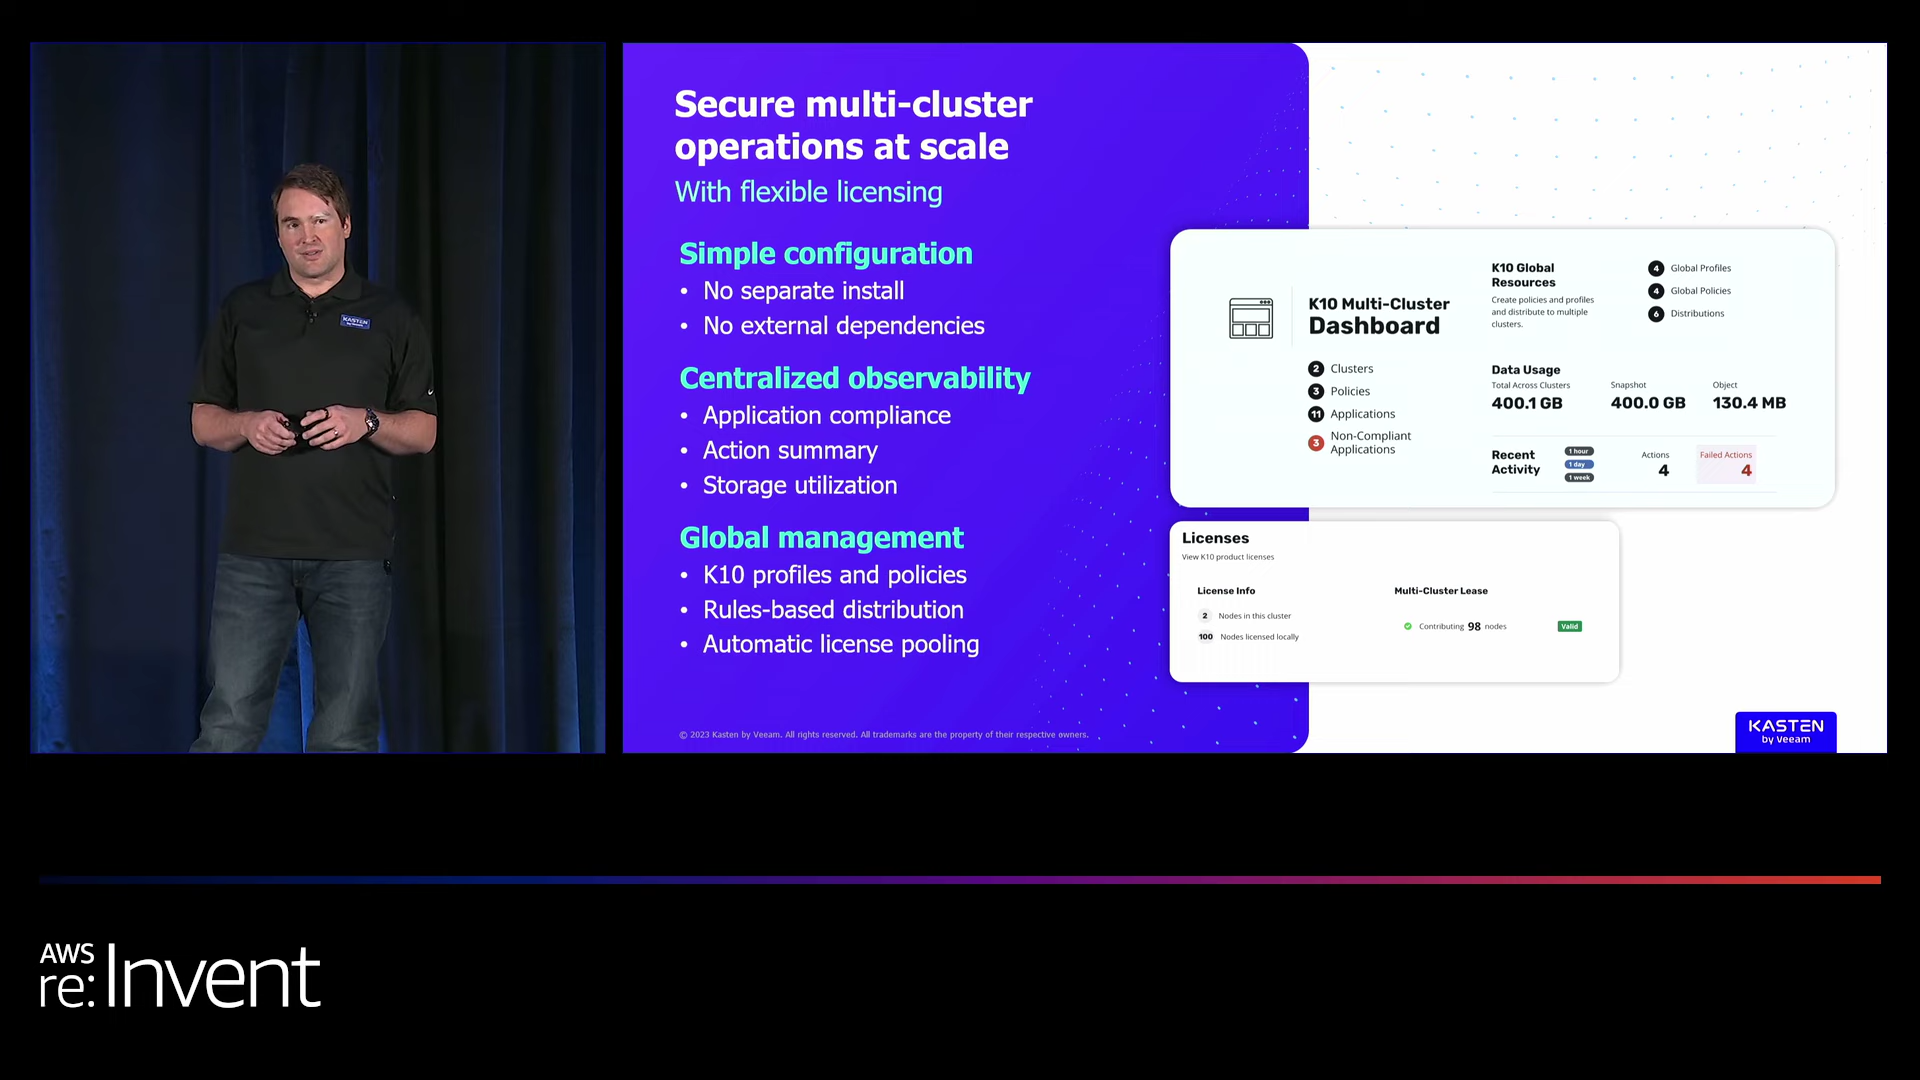 KASTEN
by Veeam
Secure multi-cluster
operations at scale
With flexible licensing
Simple configuration
• No separate install
• No external dependencies
Centralized observability
• Application compliance
• Action summary
• Storage utilization
Global management
• K10 profiles and policies
• Rules-based distribution
• Automatic license pooling
© 2023 Kasten by Veeam. All rights reserved. All trademarks are the property of their respective owners.
K10 Multi-Cluster
Dashboard
2 Clusters
3 Policies
11 Applications
3 Non-Compliant
Applications
K10 Global
Resources
Create policies and profiles
and distribute to multiple
clusters.
4 Global Profiles
4 Global Policies
6 Distributions
Data Usage
Total Across Clusters Snapshot Object
400.1 GB 400.0 GB 130.4 MB
Recent
Activity
1 hour
1 day
1 week
Actions
4
Failed Actions
4
Licenses
View K10 product licenses
License Info
2 Nodes in this cluster
100 Nodes licensed locally
Multi-Cluster Lease
Contributing 98 nodes Valid
KASTEN
by Veeam
AWS
re:Invent